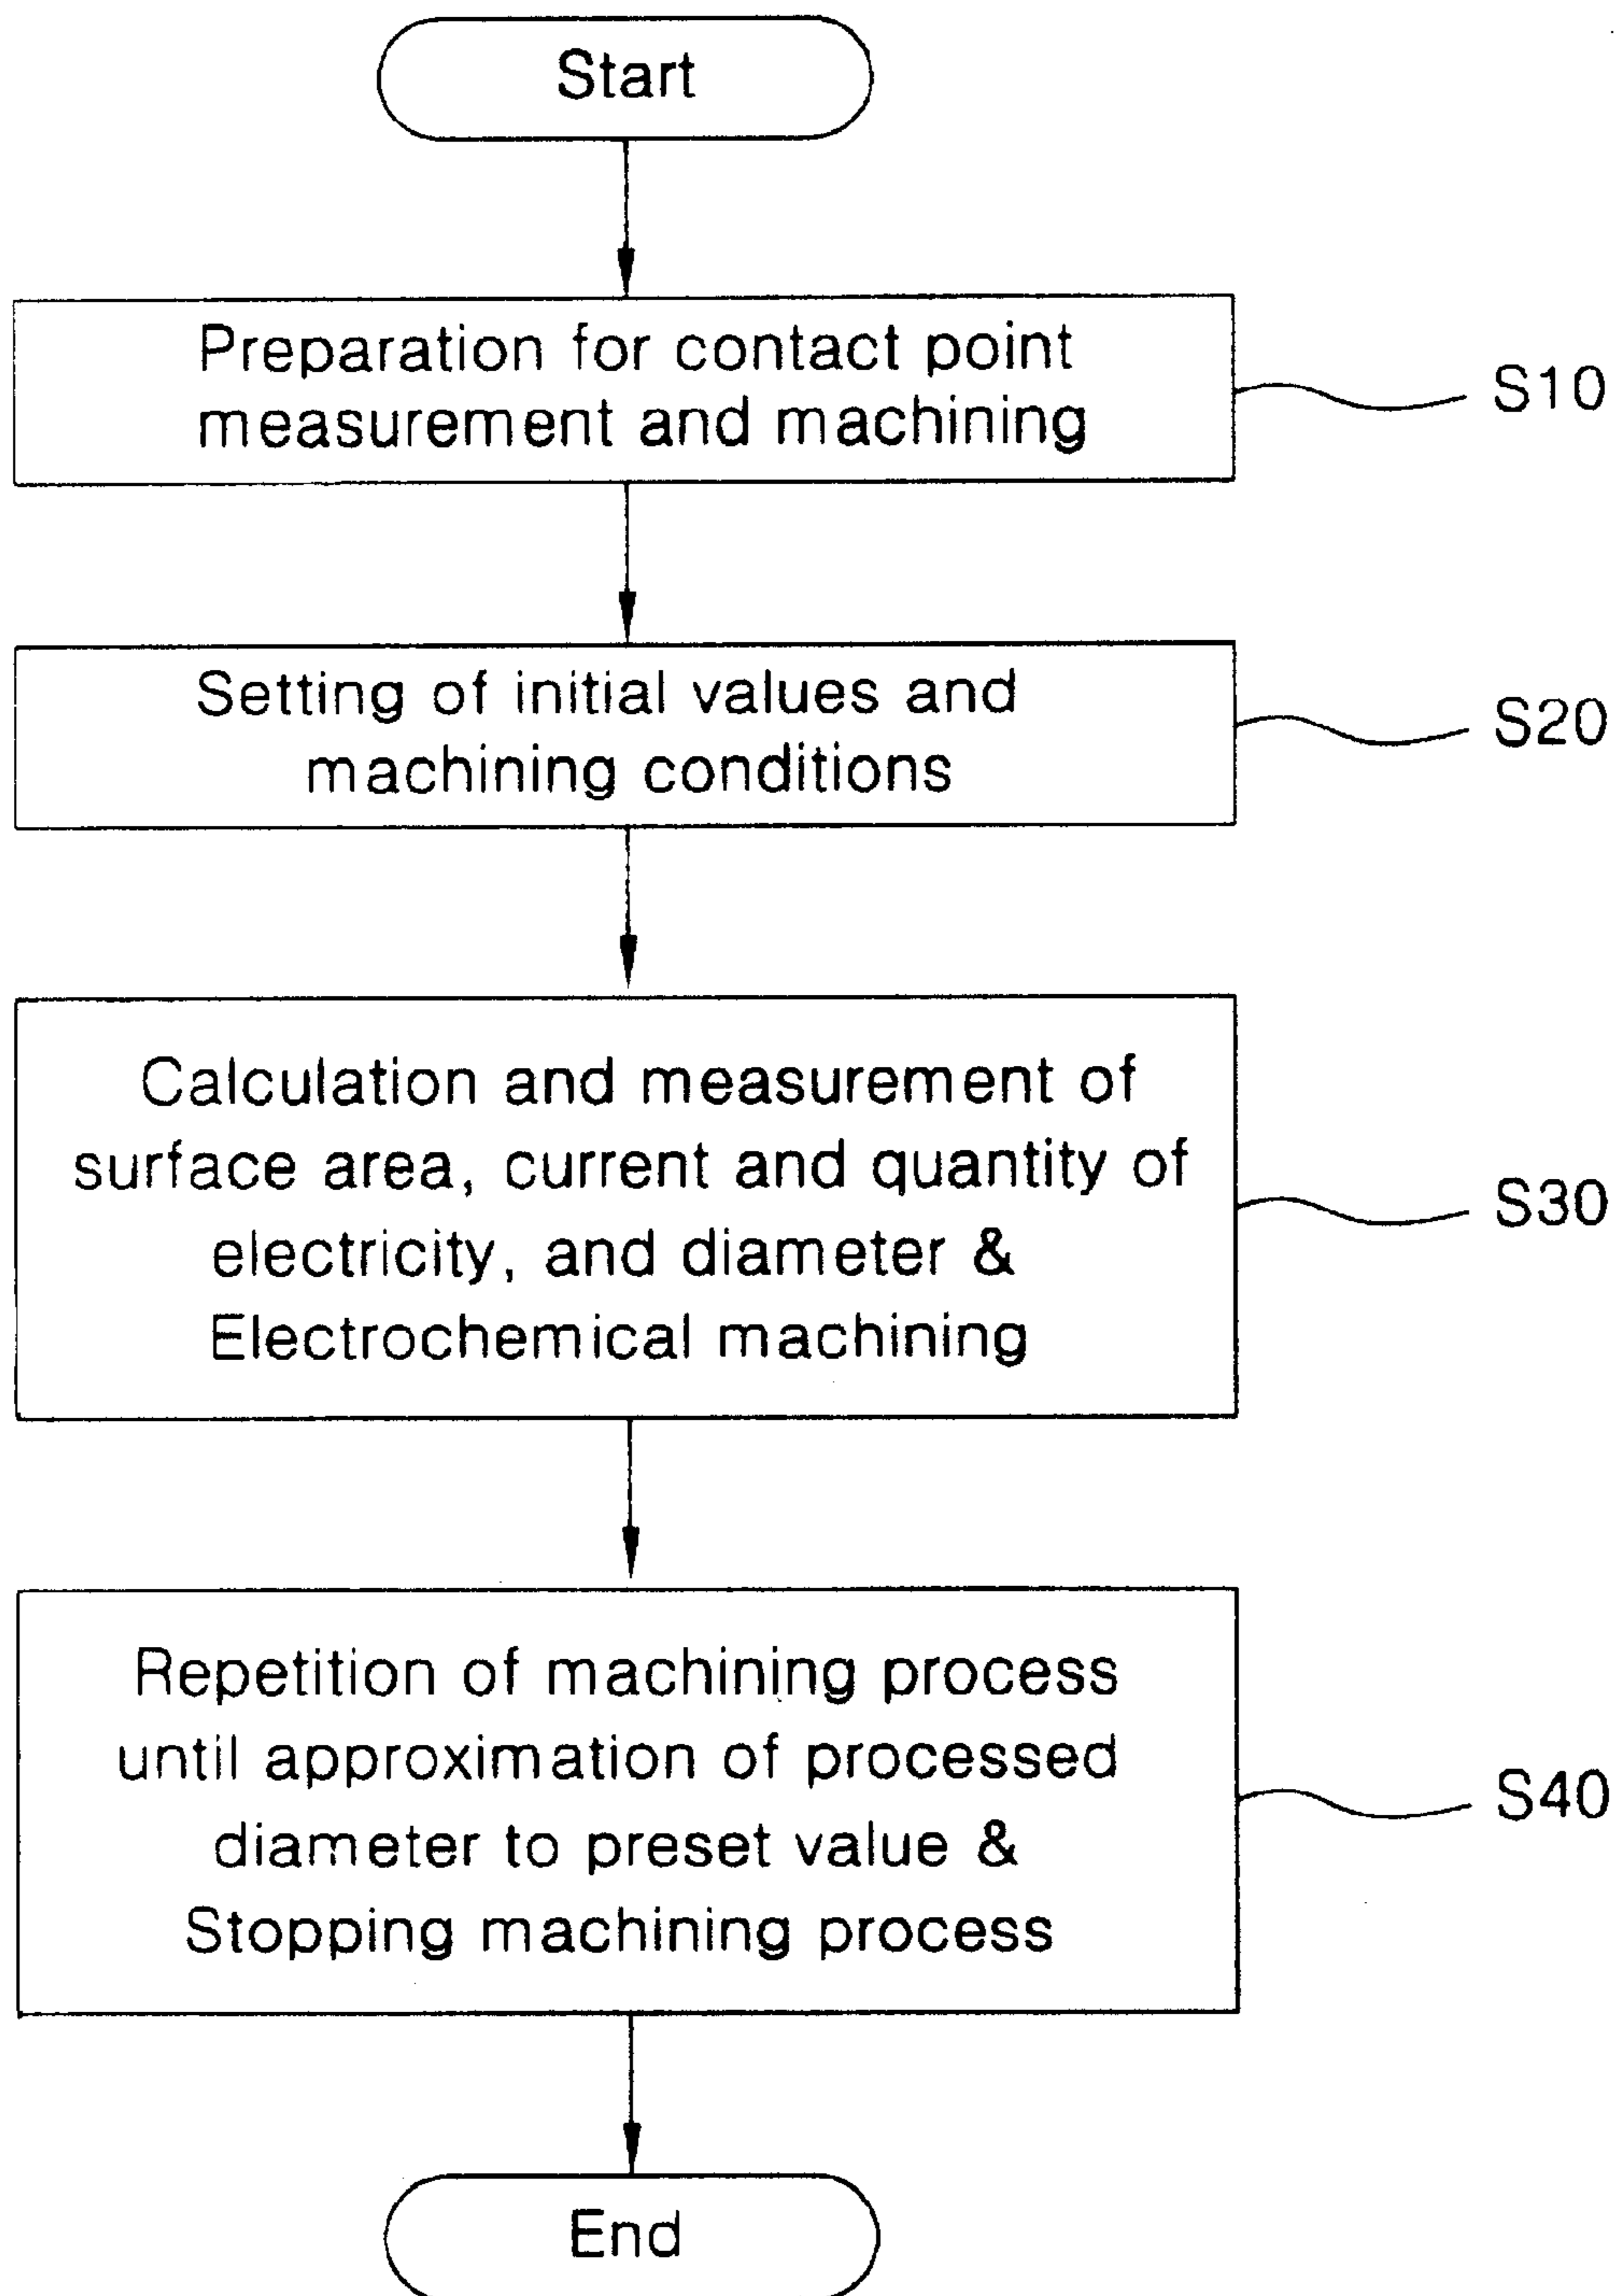 Start
Preparation for contact point
measurement and machining
S10
Setting of initial values and
machining conditions
S20
Calculation and measurement of
surface area, current and quantity of
electricity, and diameter &
Electrochemical machining
S30
Repetition of machining process
until approximation of processed
diameter to preset value &
Stopping machining process
S40
End